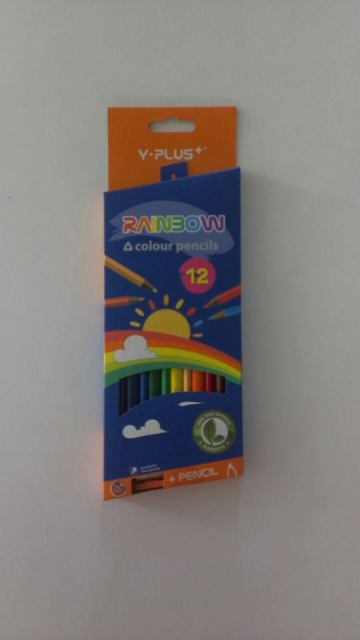 Y·PLUS+
RAINBOW
colour pencils
12
+ PENCIL